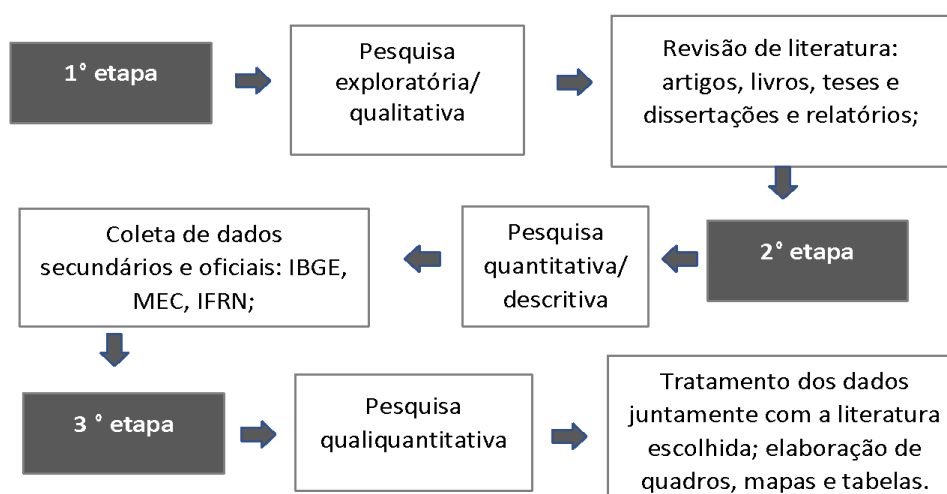 1° etapa
Pesquisa
exploratória/
qualitativa
Revisão de literatura:
artigos, livros, teses e
dissertações e relatórios;
2° etapa
Pesquisa
quantitativa/
descritiva
Coleta de dados
secundários e oficiais: IBGE,
MEC, IFRN;
3 ° etapa
Pesquisa
qualiquantitativa
Tratamento dos dados
juntamente com a literatura
escolhida; elaboração de
quadros, mapas e tabelas.